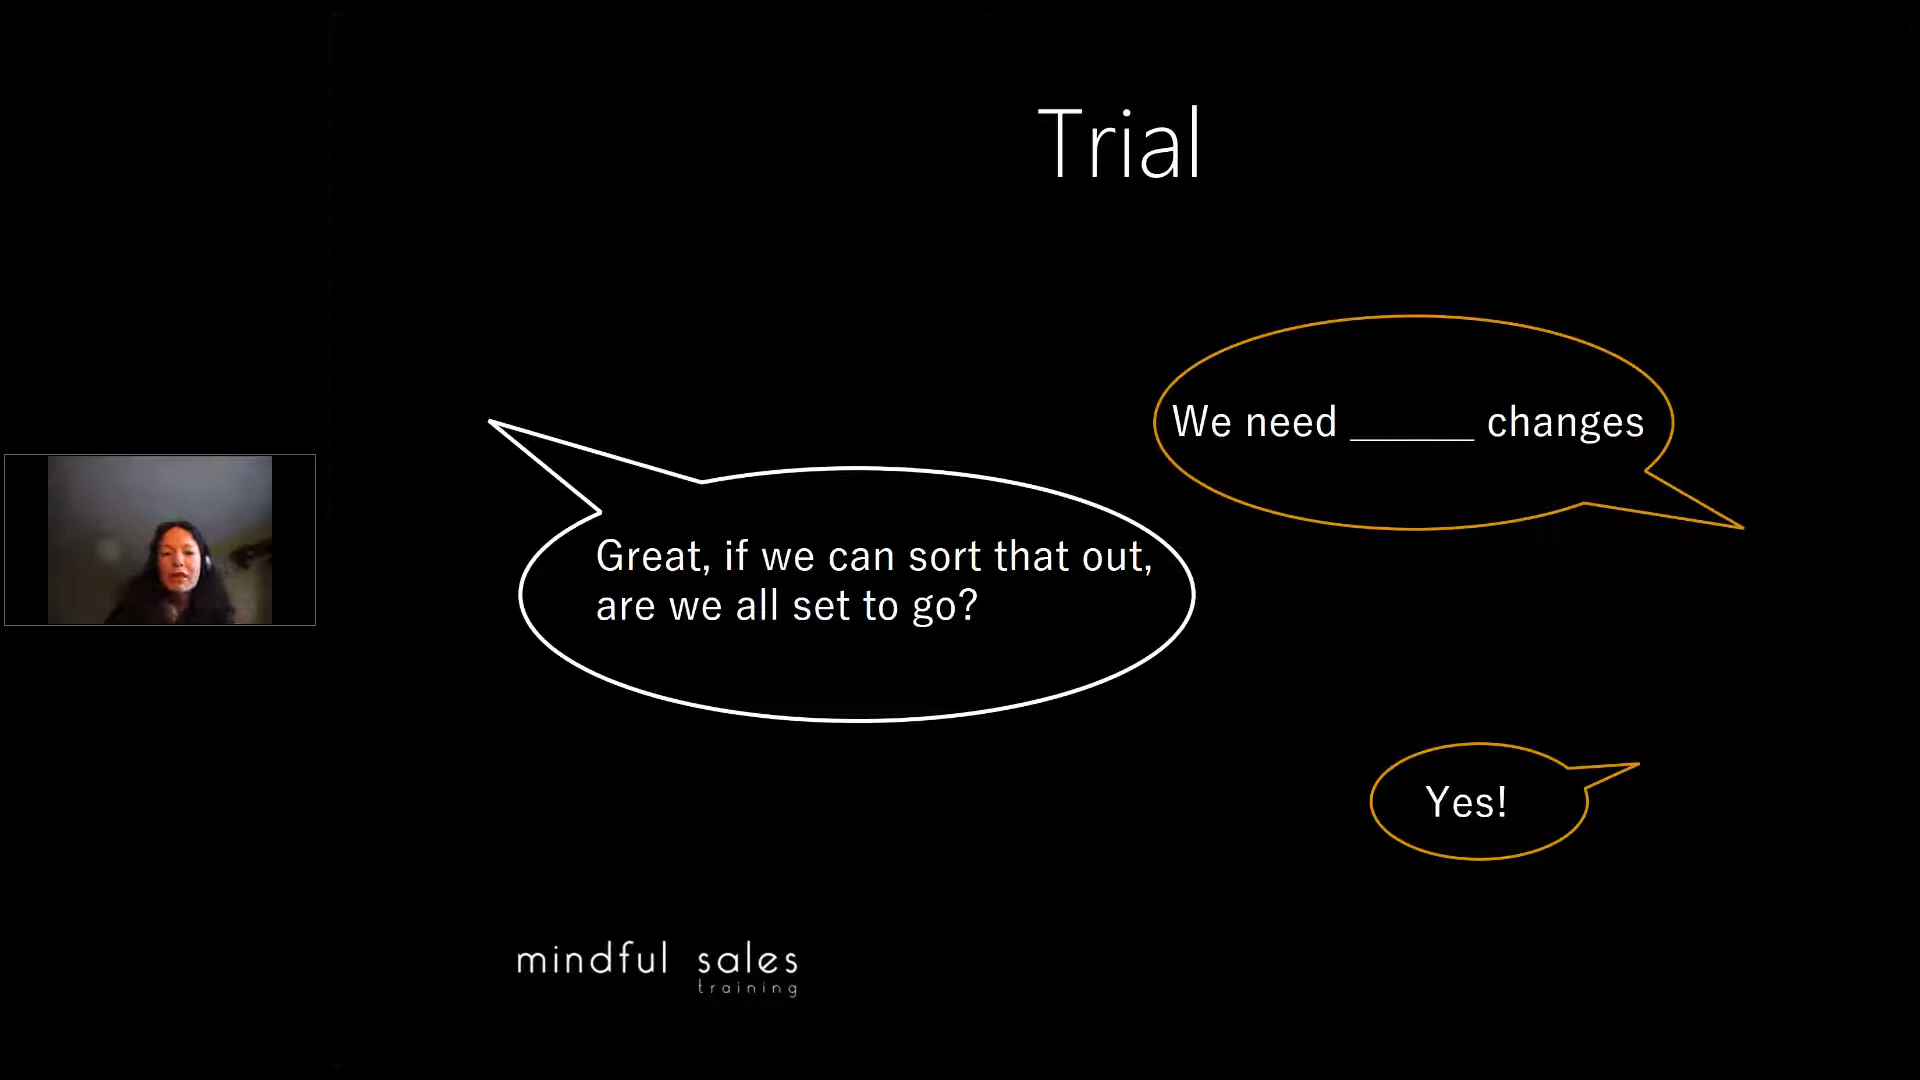 Trial
We need ______ changes
Great, if we can sort that out,
are we all set to go?
Yes!
mindful sales
training